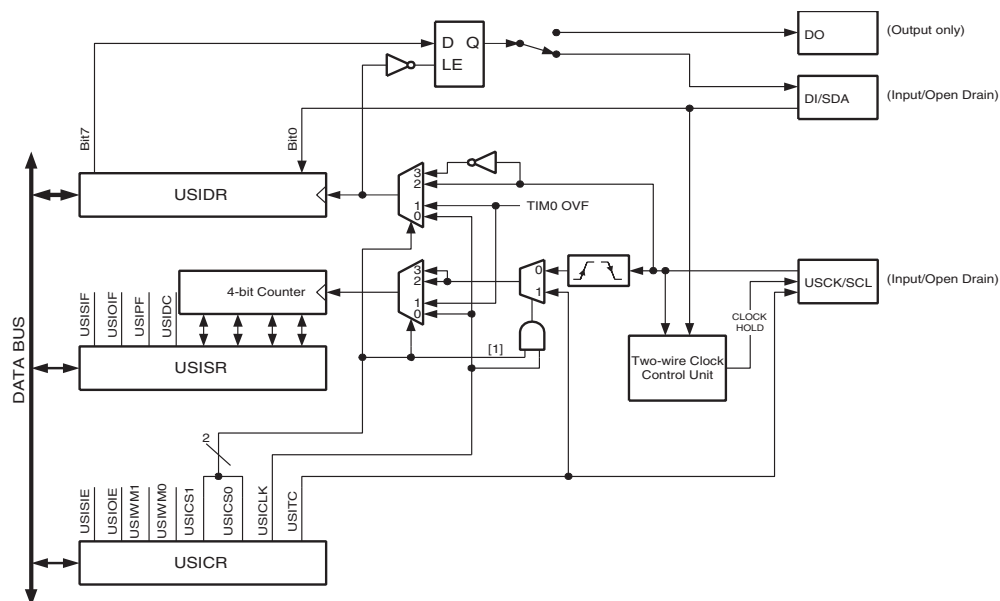 D Q
LE
DO
(Output only)
DI/SDA
(Input/Open Drain)
Bit7
Bit0
USIDR
3
2
1
0
TIM0 OVF
4-bit Counter
3
2
1
0
0
1
USCK/SCL
(Input/Open Drain)
CLOCK
HOLD
USISIF
USIOIF
USIPF
USIDC
USISR
[1]
Two-wire Clock
Control Unit
DATA BUS
2
USISIE
USIOIE
USIWM1
USIWM0
USICS1
USICS0
USICLK
USITC
USICR